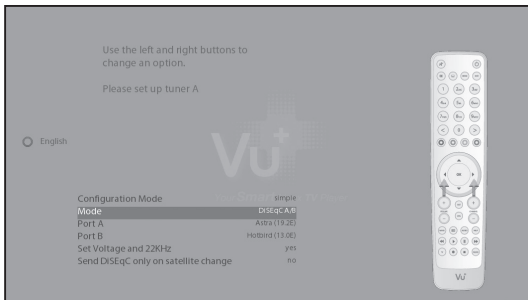 Use the left and right buttons to
change an option.
Please set up tuner A
English
Vu+
Configuration Mode simple
Mode DiSEqC A/B
Port A Astra (19.2E)
Port B Hotbird (13.0E)
Set Voltage and 22KHz yes
Send DiSEqC only on satellite change no
OK
Vu+